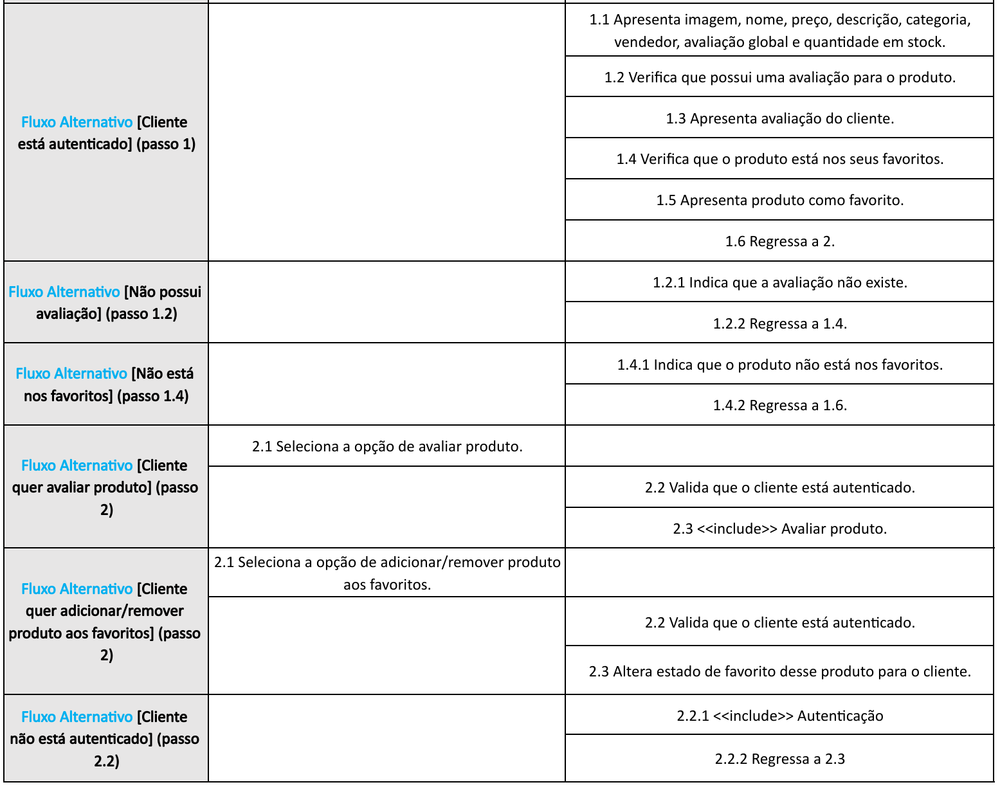 1.1 Apresenta imagem, nome, preço, descrição, categoria,
vendedor, avaliação global e quantidade em stock.
1.2 Verifica que possui uma avaliação para o produto.
1.3 Apresenta avaliação do cliente.
Fluxo Alternativo [Cliente
está autenticado] (passo 1)
1.4 Verifica que o produto está nos seus favoritos.
1.5 Apresenta produto como favorito.
1.6 Regressa a 2.
Fluxo Alternativo [Não possui
avaliação] (passo 1.2)
1.2.1 Indica que a avaliação não existe.
1.2.2 Regressa a 1.4.
Fluxo Alternativo [Não está
nos favoritos] (passo 1.4)
1.4.1 Indica que o produto não está nos favoritos.
1.4.2 Regressa a 1.6.
Fluxo Alternativo [Cliente
quer avaliar produto] (passo
2)
2.1 Seleciona a opção de avaliar produto.
2.2 Valida que o cliente está autenticado.
2.3 <<include>> Avaliar produto.
Fluxo Alternativo [Cliente
quer adicionar/remover
produto aos favoritos] (passo
2)
2.1 Seleciona a opção de adicionar/remover produto
aos favoritos.
2.2 Valida que o cliente está autenticado.
2.3 Altera estado de favorito desse produto para o cliente.
Fluxo Alternativo [Cliente
não está autenticado] (passo
2.2)
2.2.1 <<include>> Autenticação
2.2.2 Regressa a 2.3